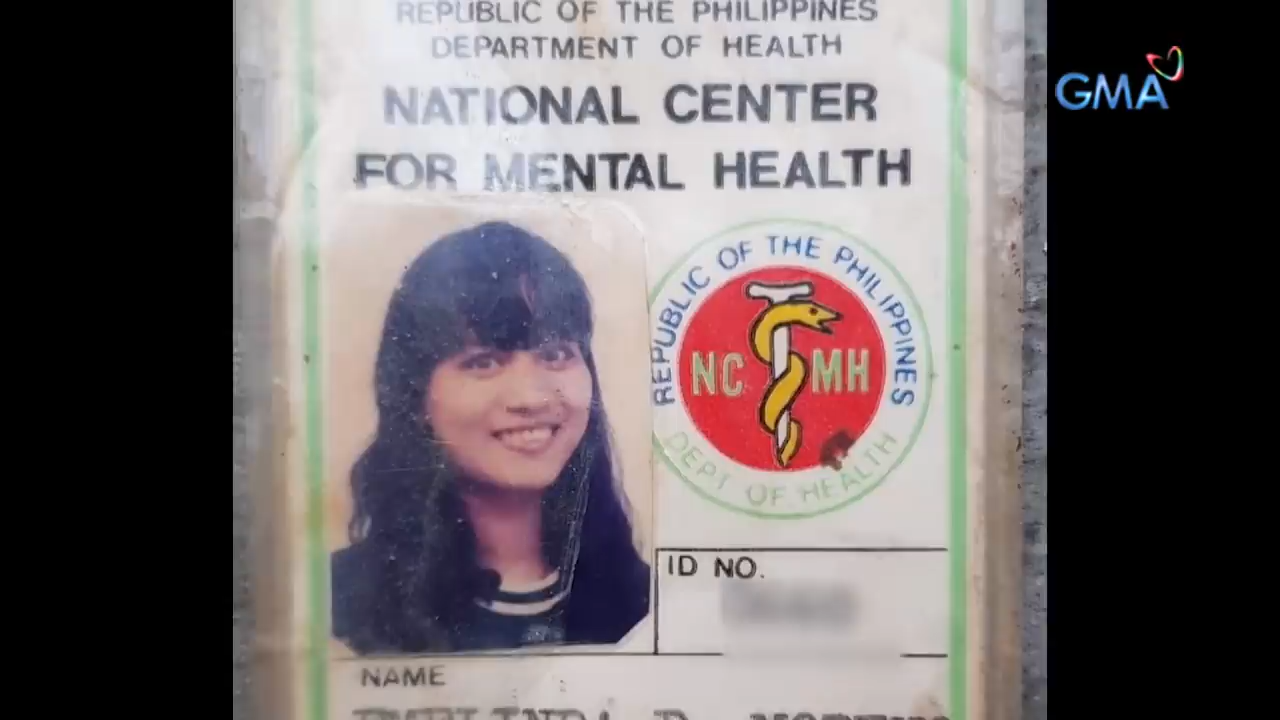 REPUBLIC OF THE PHILIPPINES
DEPARTMENT OF HEALTH
NATIONAL CENTER
FOR MENTAL HEALTH
GMA
REPUBLIC OF THE PHILIPPINES
NC MH
DEPT OF HEALTH
ID NO.
NAME